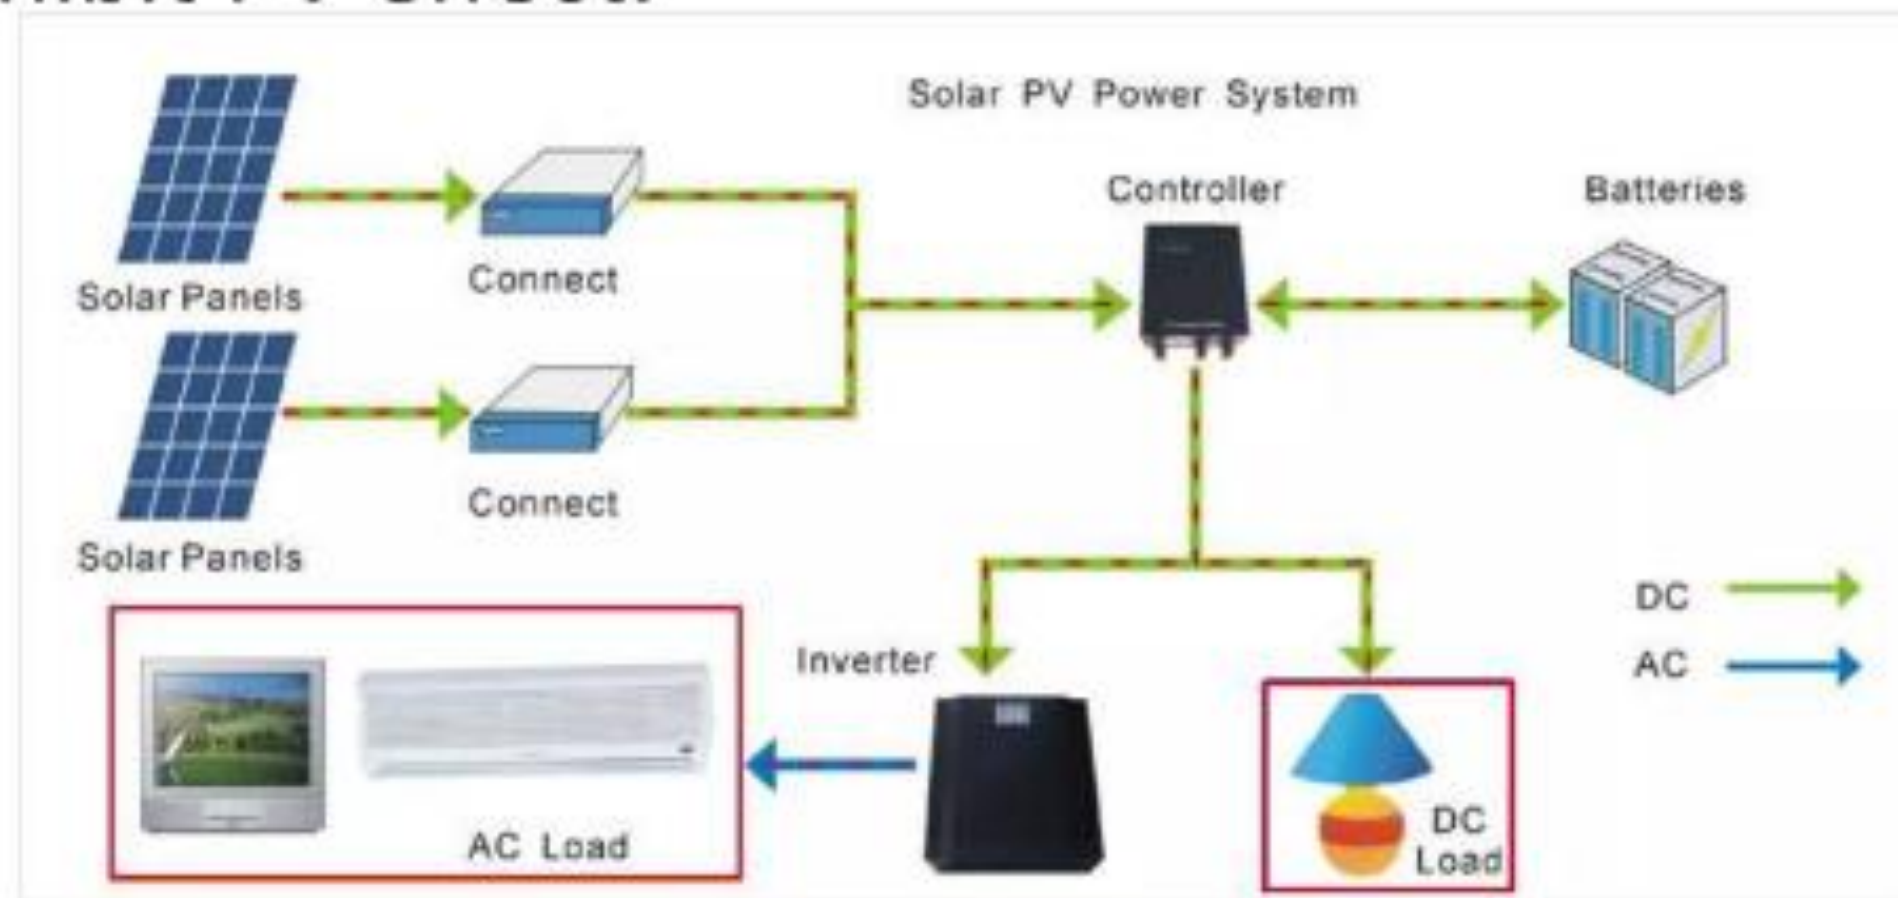 Solar PV Power System
Controller
Batteries
Solar Panels
Connect
Solar Panels
Connect
DC
AC
Inverter
AC Load
DC
Load